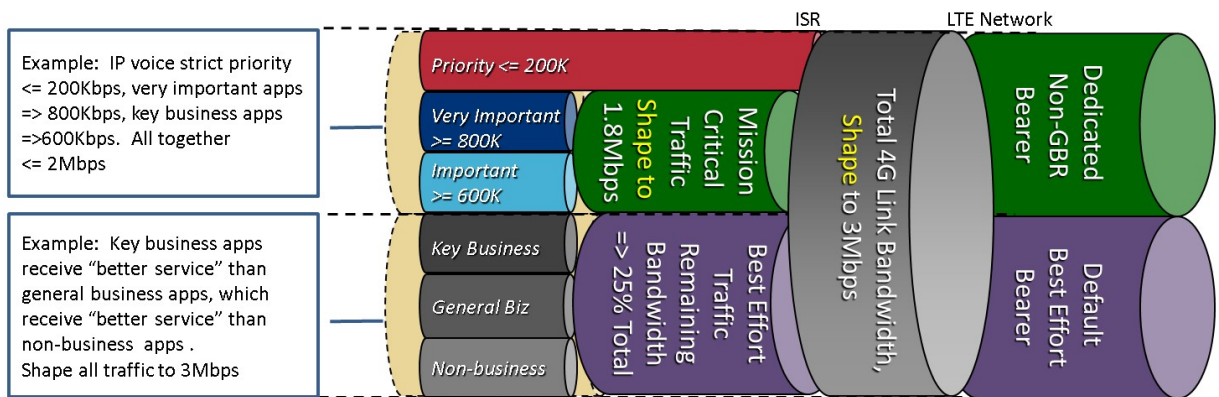 ISR
LTE Network
Example:  IP voice strict priority
<= 200Kbps, very important apps
=> 800Kbps, key business apps
=>600Kbps.  All together
<= 2Mbps
Example:  Key business apps
receive “better service” than
general business apps, which
receive “better service” than
non-business  apps .
Shape all traffic to 3Mbps
Priority <= 200K
Very Important
>= 800K
Important
>= 600K
Key Business
General Biz
Non-business
Mission
Critical
Traffic
Shape to
1.8Mbps
Best Effort
Traffic
Remaining
Bandwidth
=> 25% Total
Total 4G Link Bandwidth,
Shape to 3Mbps
Dedicated
Non-GBR
Bearer
Default
Best Effort
Bearer